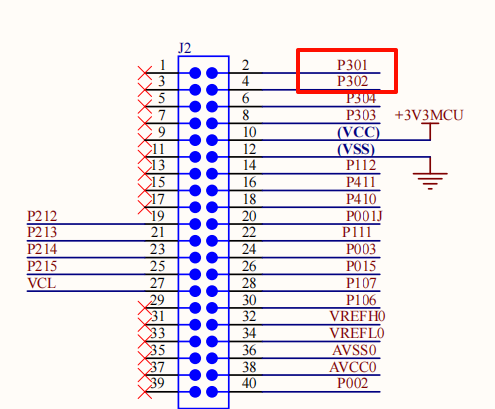 J2
1 2 P301
3 4 P302
5 6 P304
7 8 P303 +3V3MCU
9 10 (VCC)
11 12 (VSS)
13 14 P112
15 16 P411
17 18 P410
P212 19 20 P001J
P213 21 22 P111
P214 23 24 P003
P215 25 26 P015
VCL 27 28 P107
29 30 P106
31 32 VREFH0
33 34 VREFL0
35 36 AVSS0
37 38 AVCC0
39 40 P002